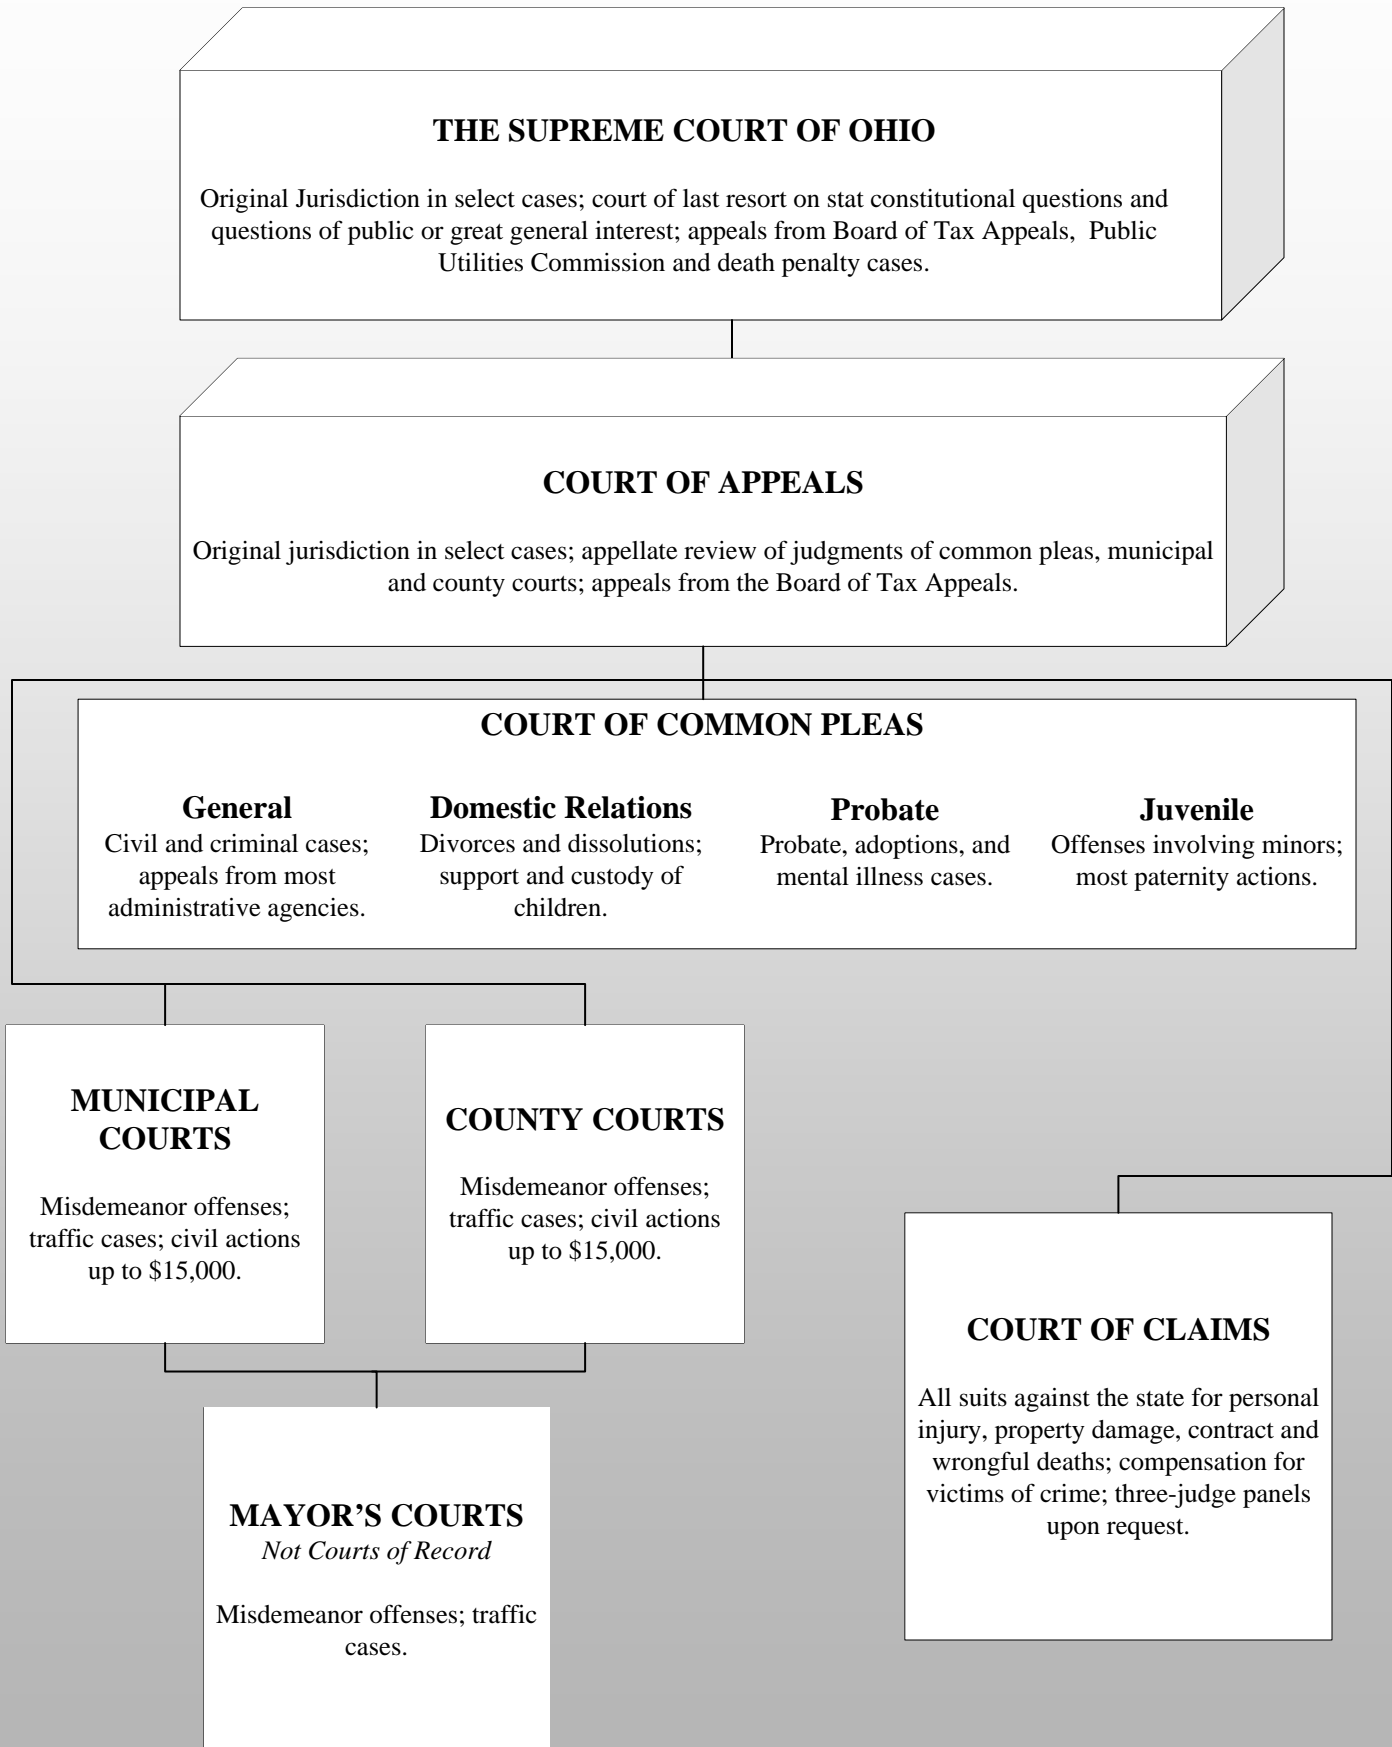 THE SUPREME COURT OF OHIO
Original Jurisdiction in select cases; court of last resort on stat constitutional questions and
questions of public or great general interest; appeals from Board of Tax Appeals, Public
Utilities Commission and death penalty cases.
COURT OF APPEALS
Original jurisdiction in select cases; appellate review of judgments of common pleas, municipal
and county courts; appeals from the Board of Tax Appeals.
COURT OF COMMON PLEAS
General
Civil and criminal cases;
appeals from most
administrative agencies.
Domestic Relations
Divorces and dissolutions;
support and custody of
children.
Probate
Probate, adoptions, and
mental illness cases.
Juvenile
Offenses involving minors;
most paternity actions.
MUNICIPAL
COURTS
Misdemeanor offenses;
traffic cases; civil actions
up to $15,000.
COUNTY COURTS
Misdemeanor offenses;
traffic cases; civil actions
up to $15,000.
COURT OF CLAIMS
All suits against the state for personal
injury, property damage, contract and
wrongful deaths; compensation for
victims of crime; three-judge panels
upon request.
MAYOR’S COURTS
Not Courts of Record
Misdemeanor offenses; traffic
cases.